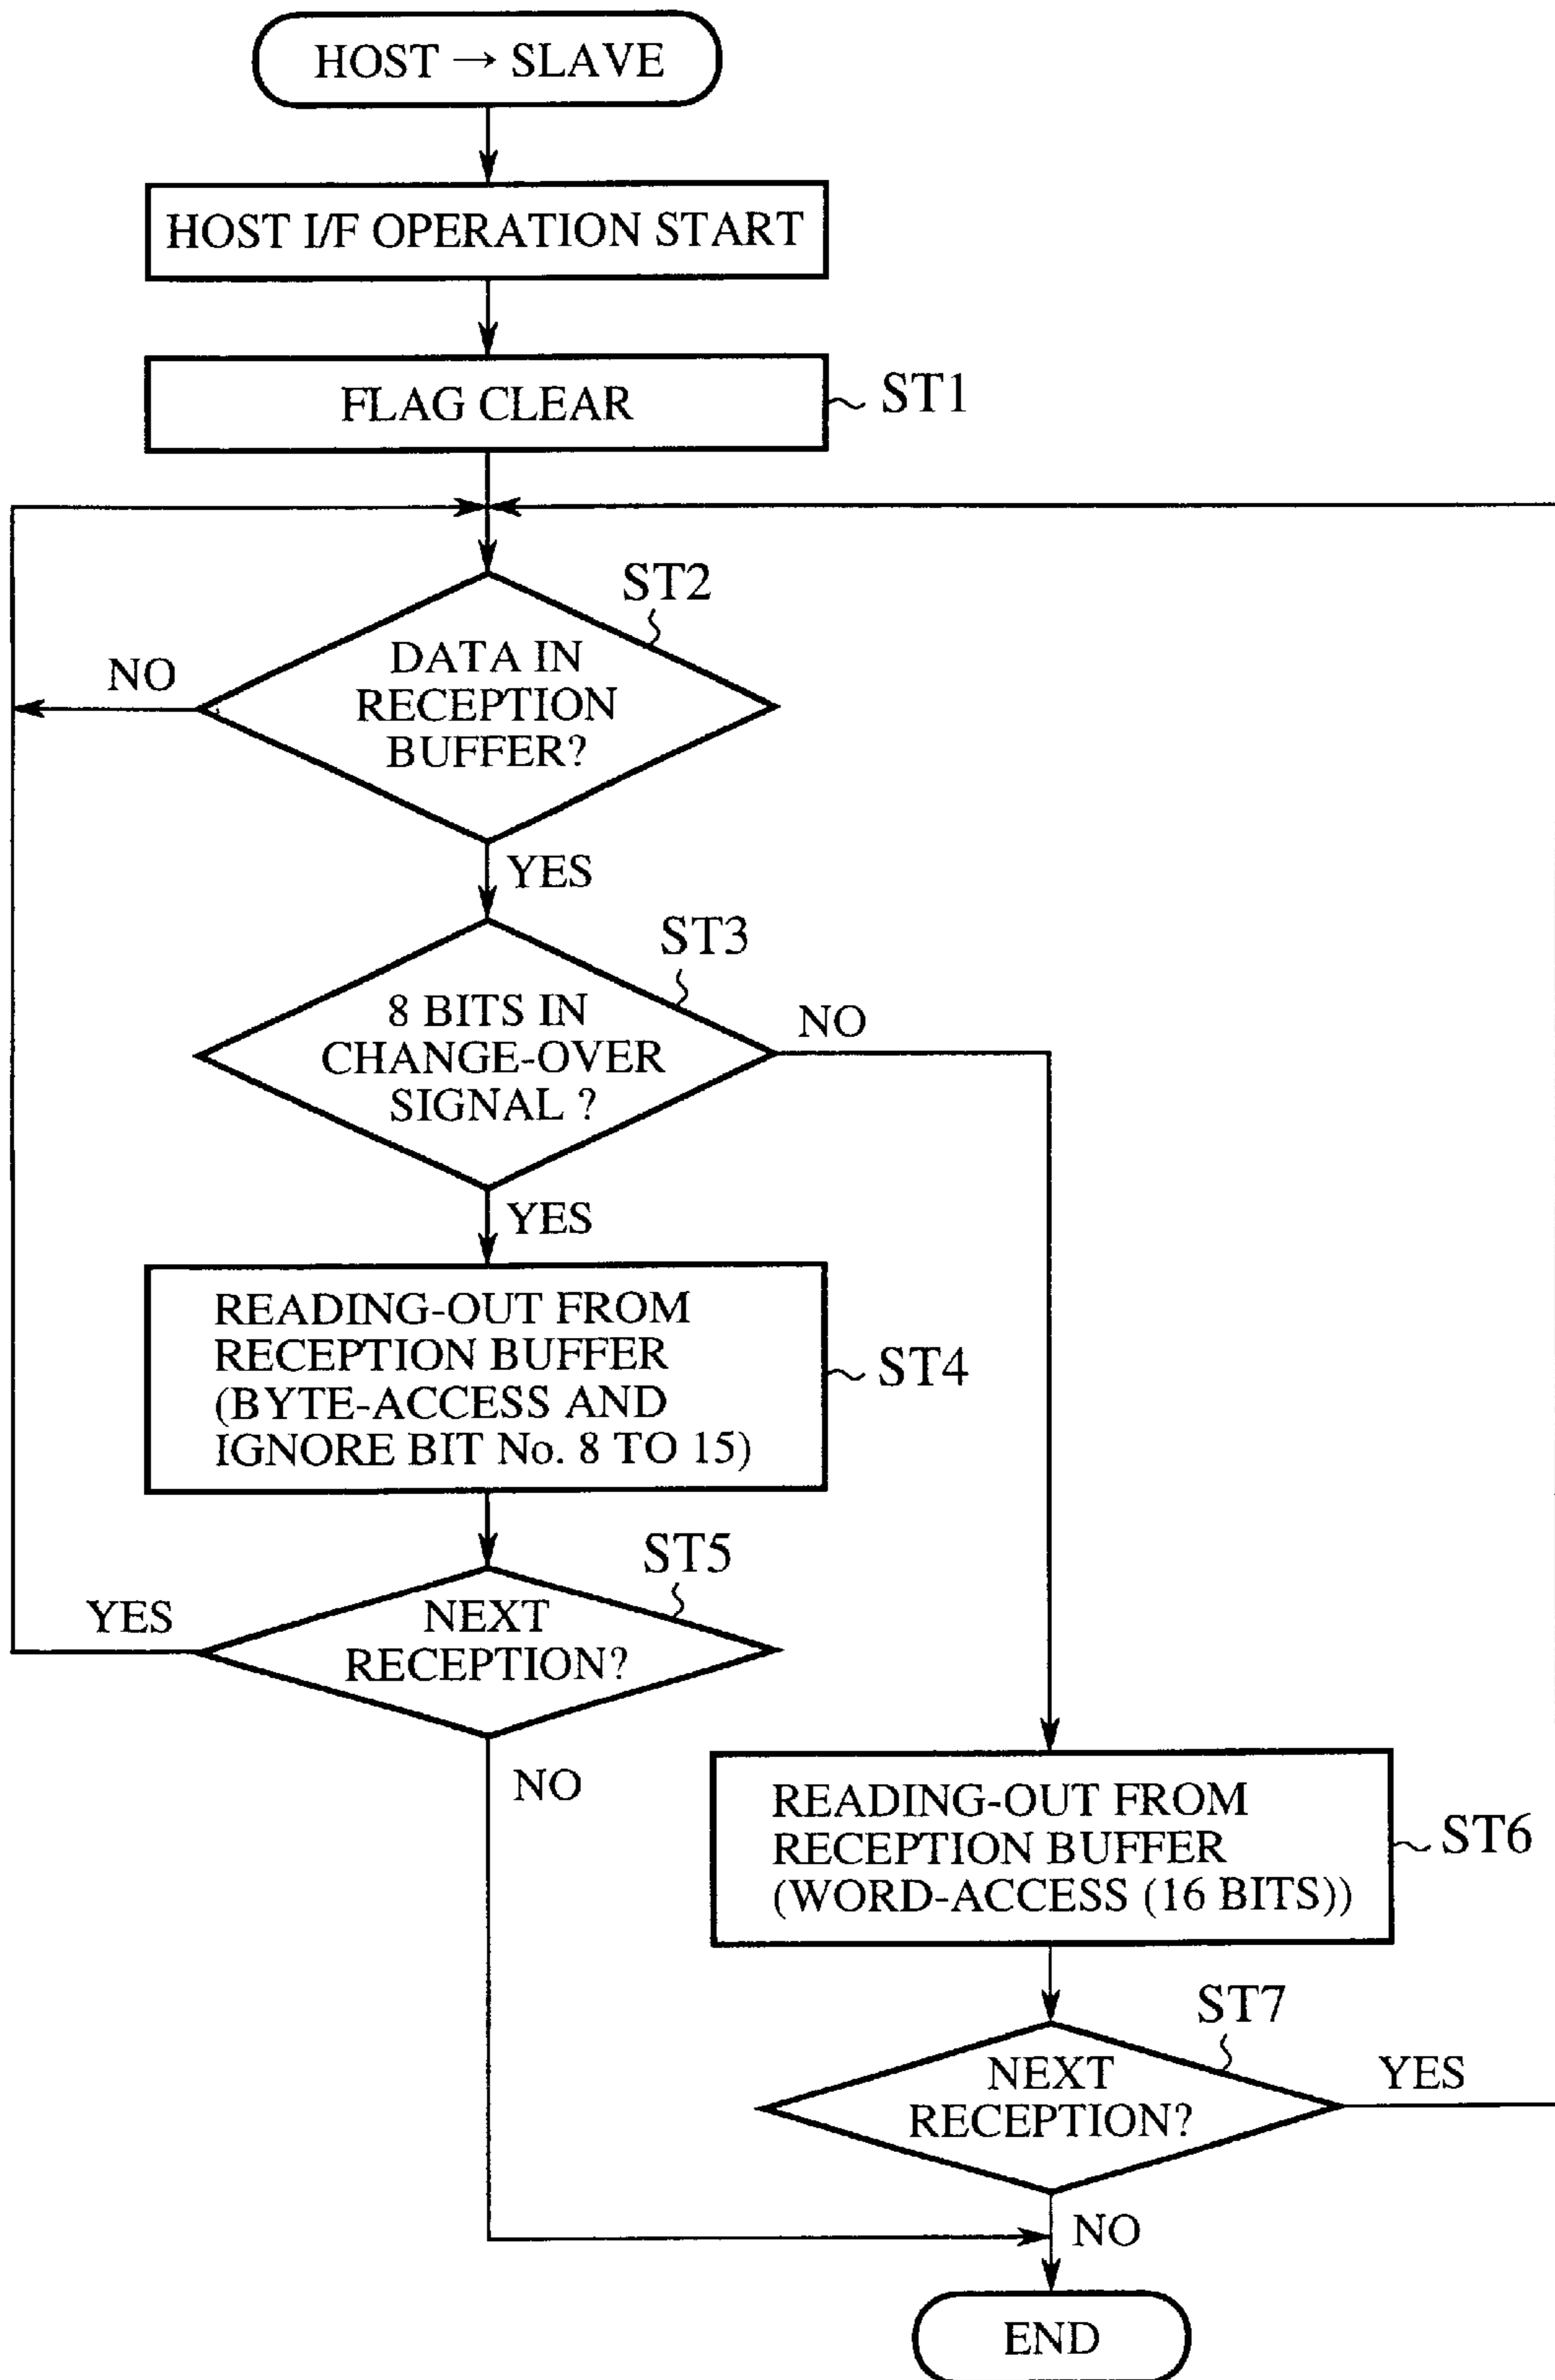 HOST → SLAVE
HOST I/F OPERATION START
FLAG CLEAR
ST1
ST2
DATA IN
RECEPTION
BUFFER?
NO
YES
ST3
8 BITS IN
CHANGE-OVER
SIGNAL ?
NO
YES
READING-OUT FROM
RECEPTION BUFFER
(BYTE-ACCESS AND
IGNORE BIT No. 8 TO 15)
ST4
ST5
NEXT
RECEPTION?
YES
NO
READING-OUT FROM
RECEPTION BUFFER
(WORD-ACCESS (16 BITS))
ST6
ST7
NEXT
RECEPTION?
YES
NO
END